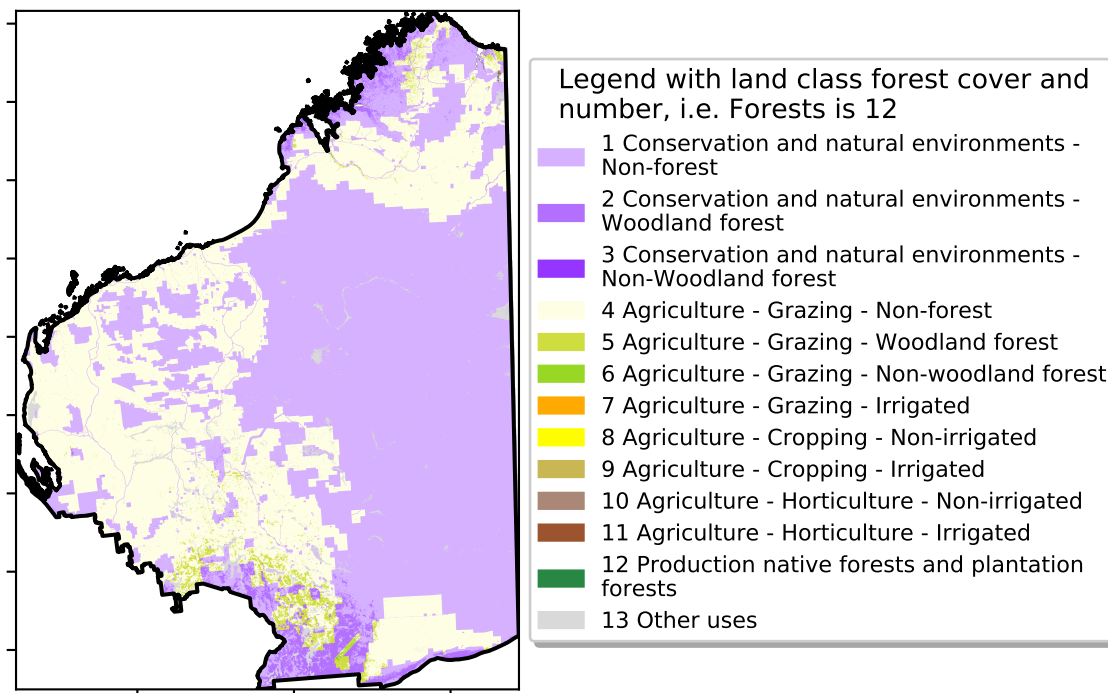 Legend with land class forest cover and
number, i.e. Forests is 12
1 Conservation and natural environments -
Non-forest
2 Conservation and natural environments -
Woodland forest
3 Conservation and natural environments -
Non-Woodland forest
4 Agriculture - Grazing - Non-forest
5 Agriculture - Grazing - Woodland forest
6 Agriculture - Grazing - Non-woodland forest
7 Agriculture - Grazing - Irrigated
8 Agriculture - Cropping - Non-irrigated
9 Agriculture - Cropping - Irrigated
10 Agriculture - Horticulture - Non-irrigated
11 Agriculture - Horticulture - Irrigated
12 Production native forests and plantation
forests
13 Other uses